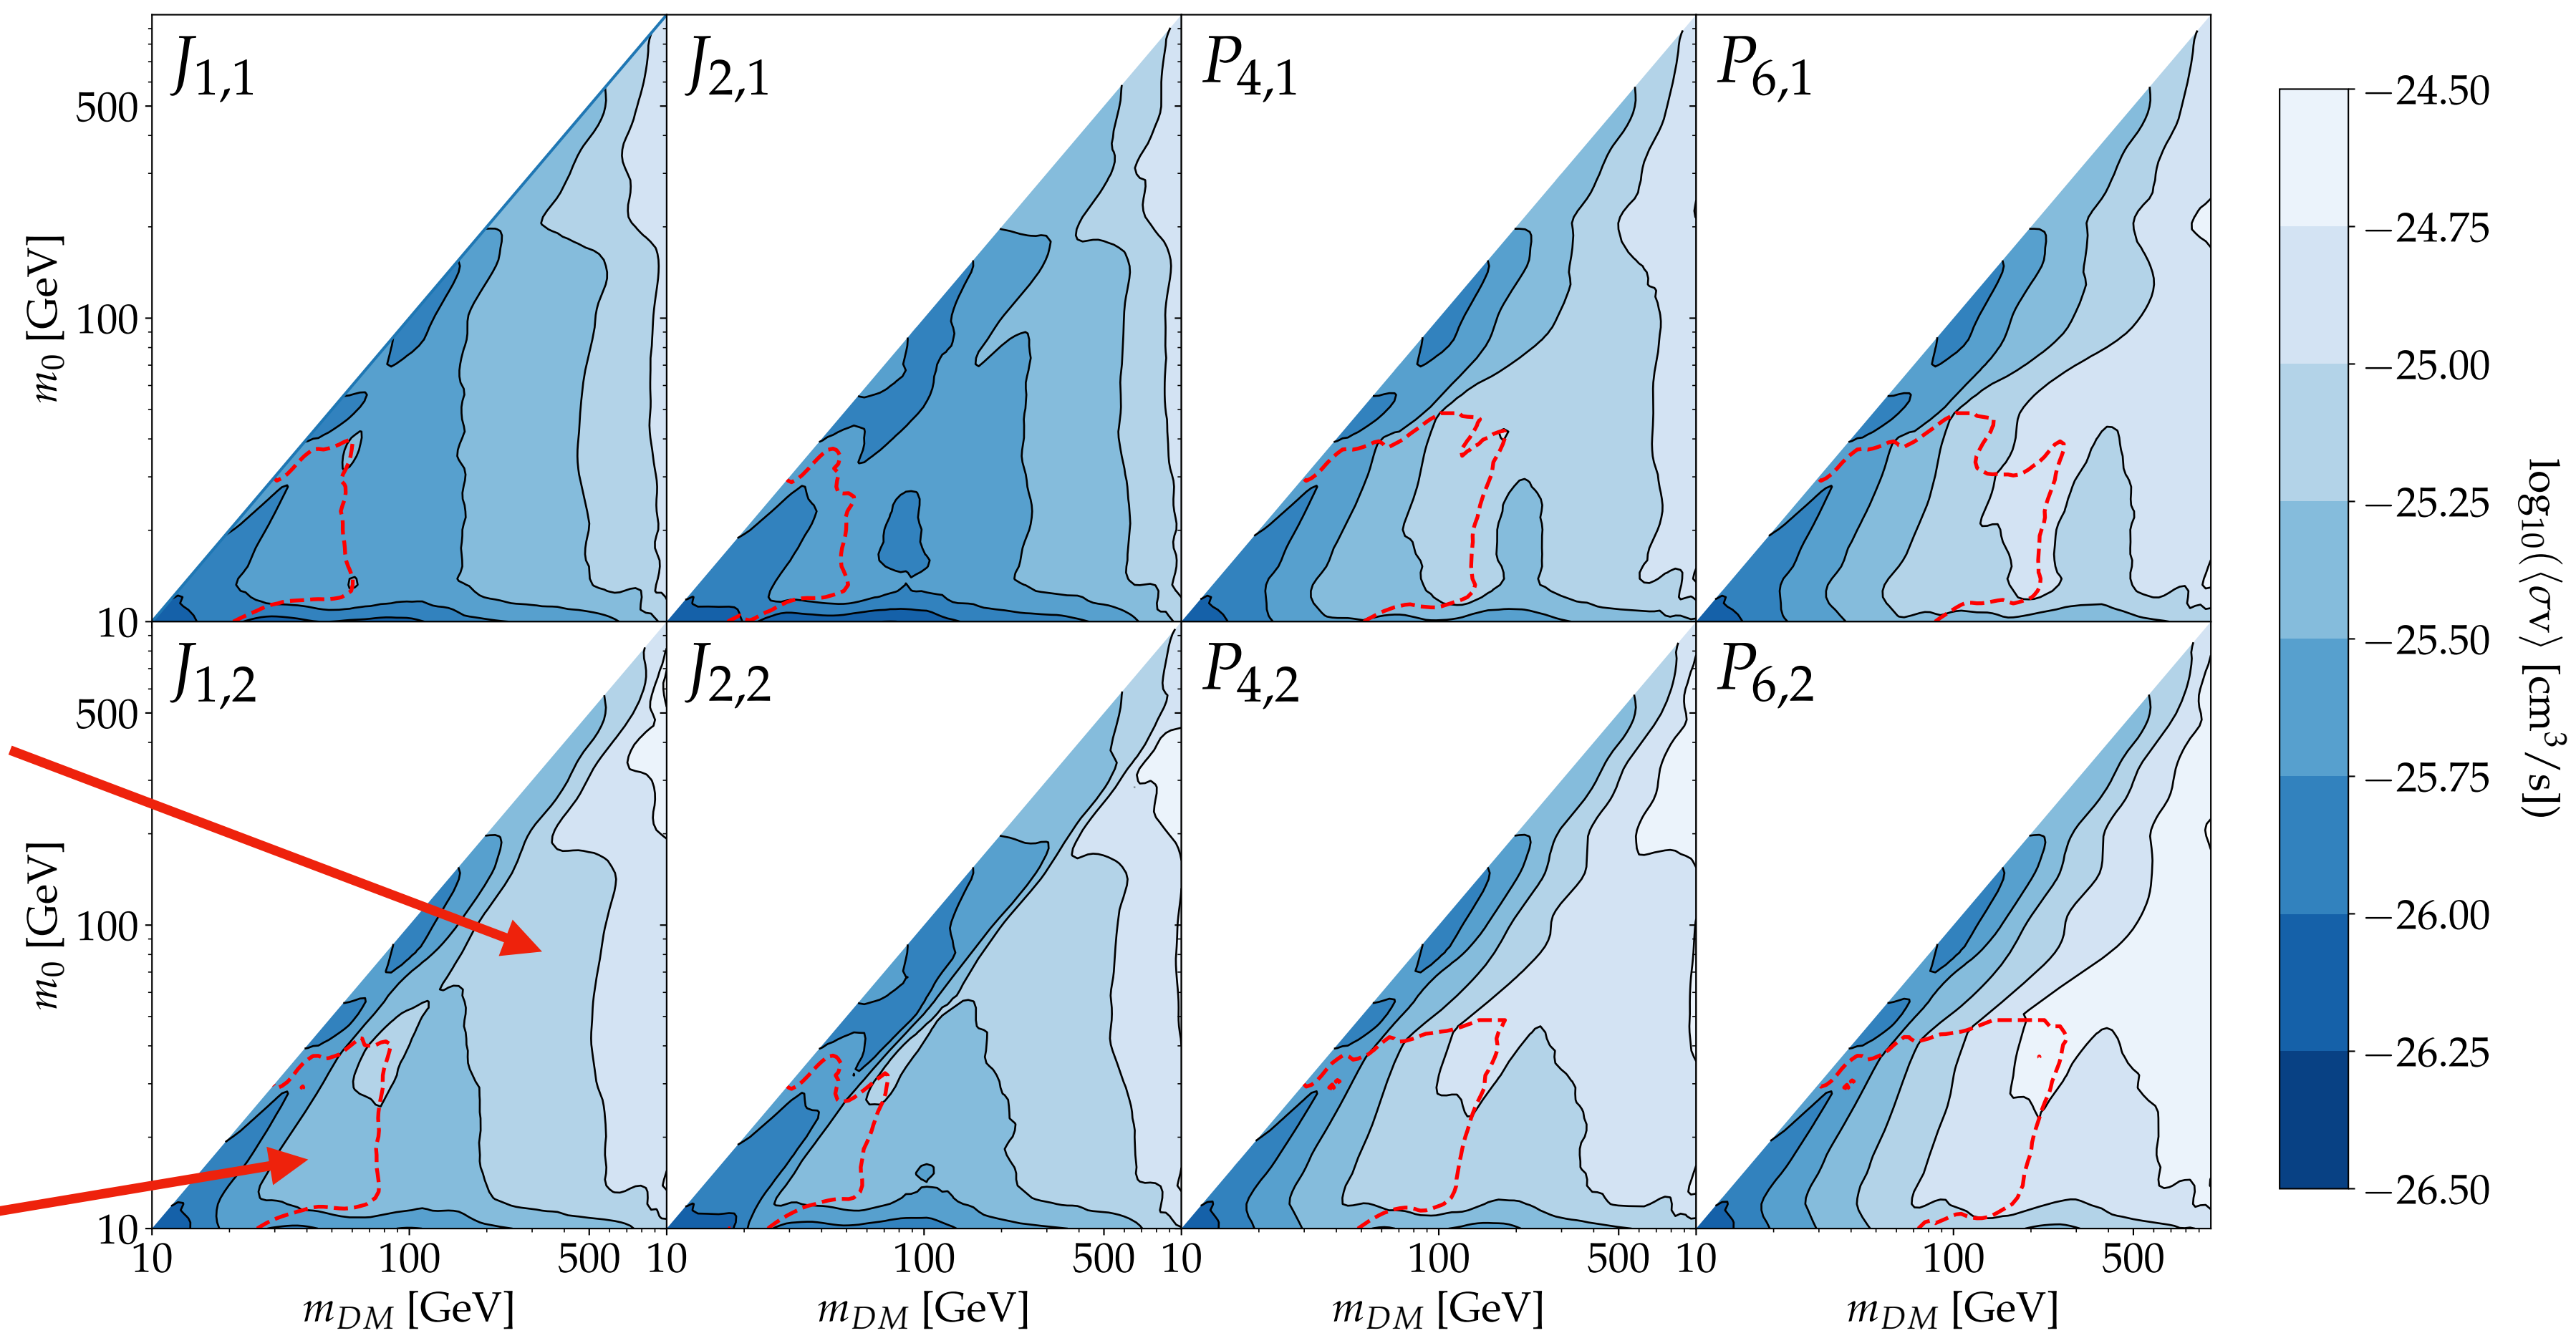 J1,1
J2,1
P4,1
P6,1
500
100
10
m0 [GeV]
J1,2
J2,2
P4,2
P6,2
500
100
10
m0 [GeV]
10 100 500 10 100 500 10 100 500 10 100 500
mDM [GeV] mDM [GeV] mDM [GeV] mDM [GeV]
−24.50
−24.75
−25.00
−25.25
−25.50
−25.75
−26.00
−26.25
−26.50
log10(⟨σv⟩ [cm3/s])